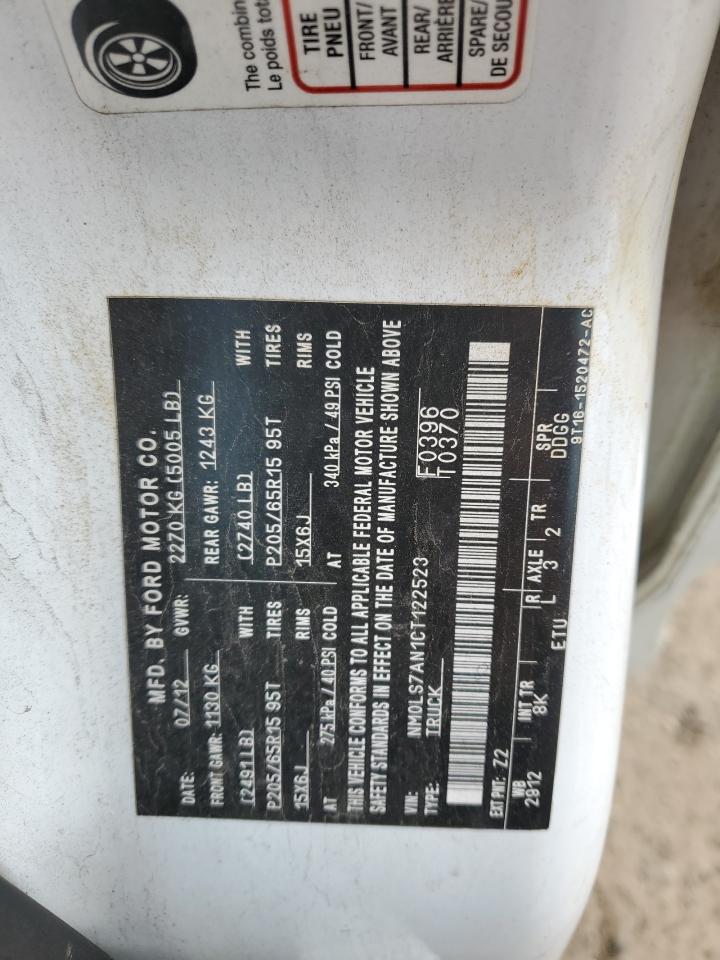 The combin
Le poids tot
TIRE
PNEU
FRONT/
AVANT
REAR/
ARRIÈRE
SPARE/
DE SECOU
MFD. BY FORD MOTOR CO.
DATE: 07/12 GVWR: 2270 KG (5005 LB)
FRONT GAWR: 1130 KG REAR GAWR: 1243 KG
(2491LB) WITH (2740 LB) WITH
P205/65R15 95T TIRES P205/65R15 95T TIRES
15X6J RIMS 15X6J RIMS
AT 275 kPa / 40 PSI COLD AT 340 kPa / 49 PSI COLD
THIS VEHICLE CONFORMS TO ALL APPLICABLE FEDERAL MOTOR VEHICLE
SAFETY STANDARDS IN EFFECT ON THE DATE OF MANUFACTURE SHOWN ABOVE
VIN: NM0LS7AN1CT122523 F0396
TYPE: TRUCK T0370
EXT PNT: Z2
WB INT TR R AXLE TR SPR
2912 8K L 3 2 DDGG
ETU 9T16-1520472-AC